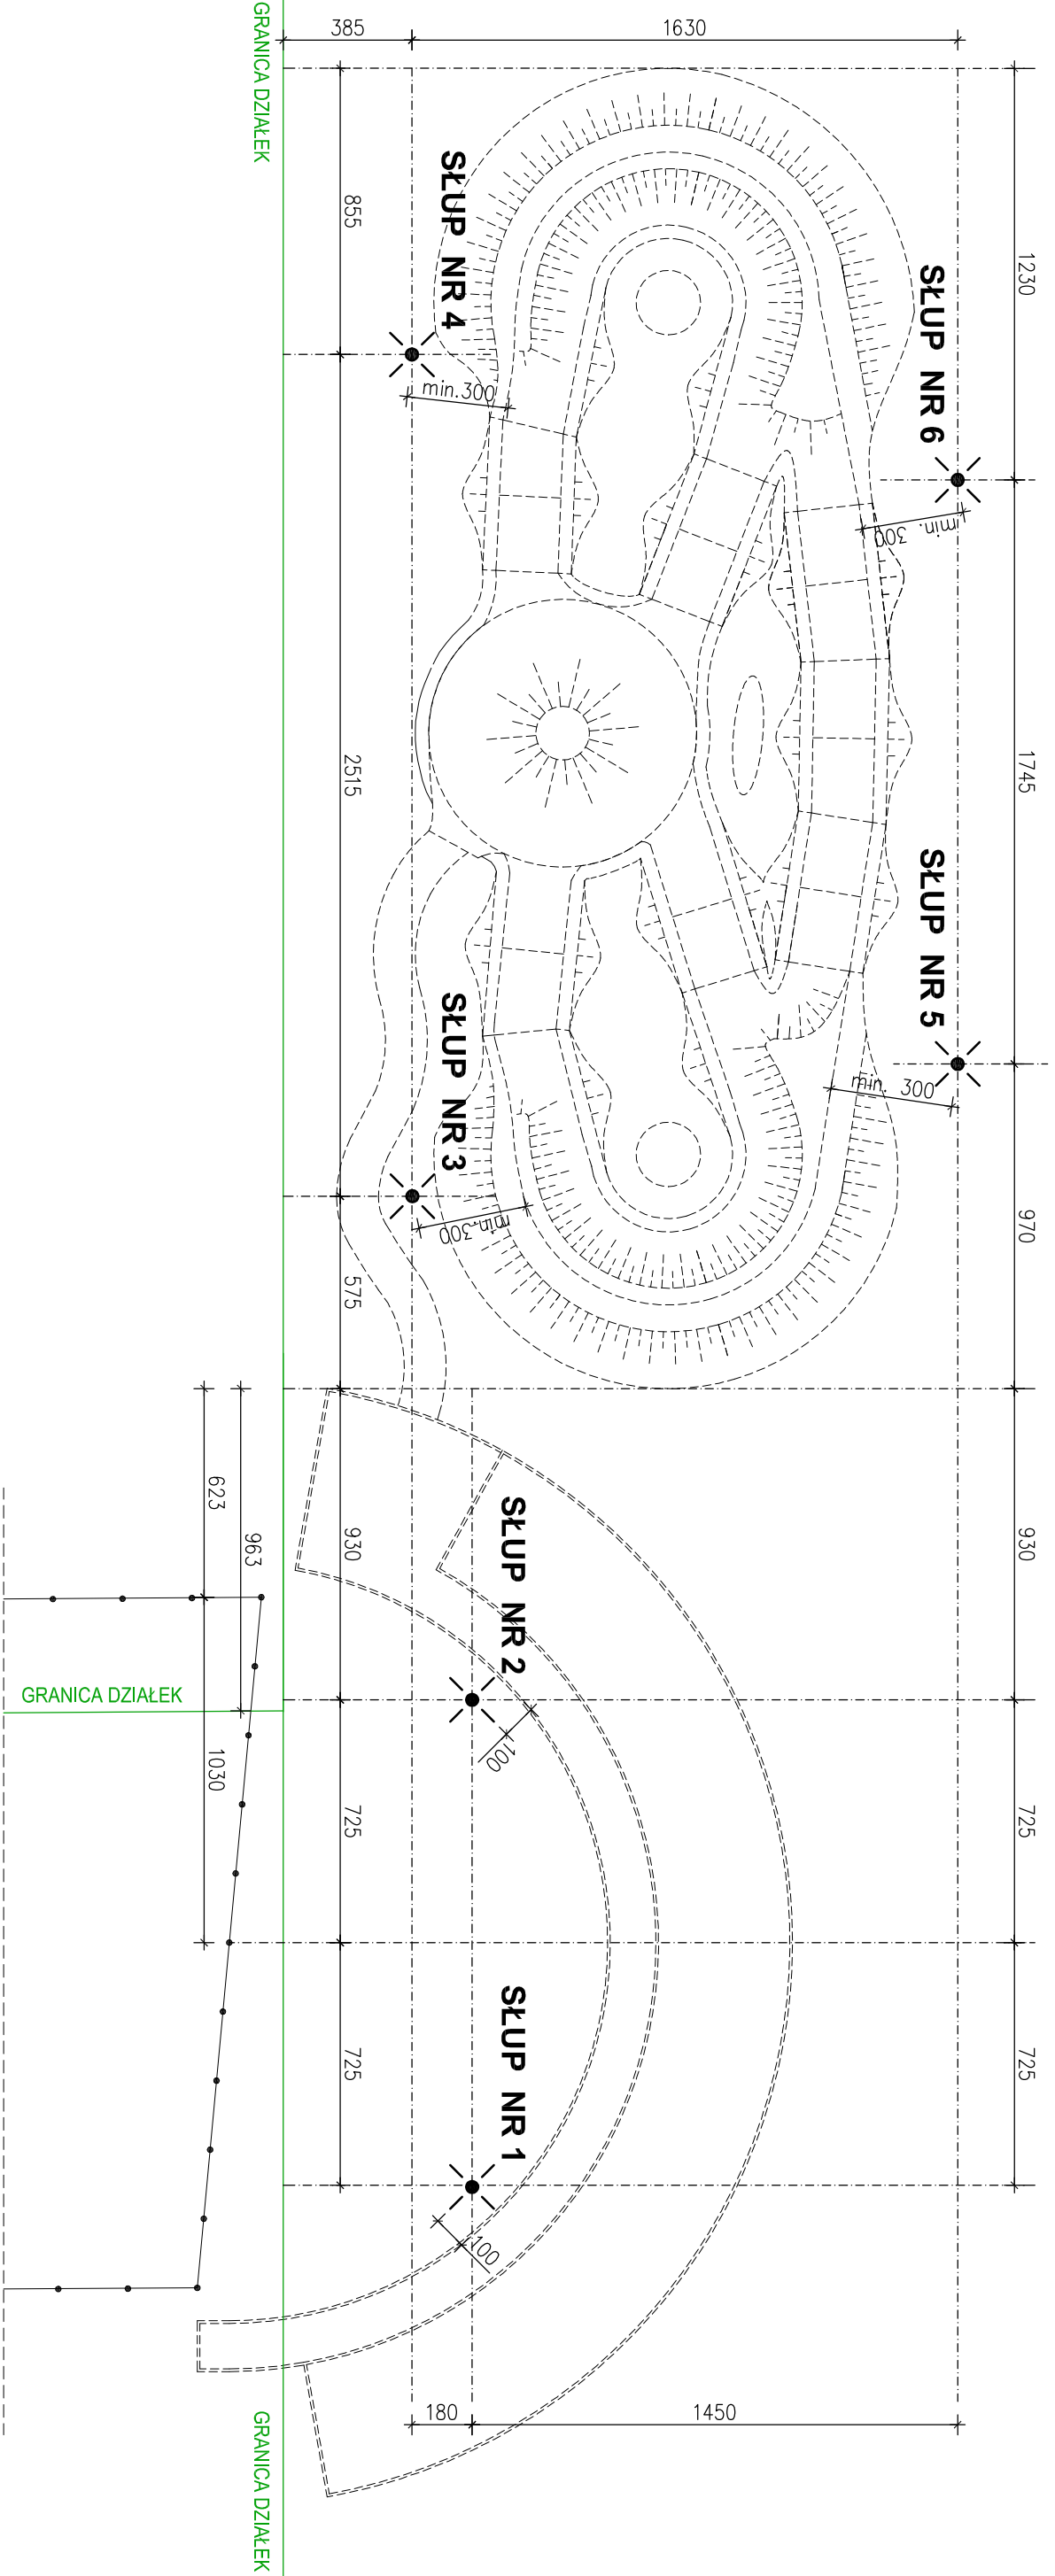 385
1630
GRANICA DZIAŁEK
855
1230
SŁUP NR 4
SŁUP NR 6
min.300
min. 300
2515
1745
SŁUP NR 5
SŁUP NR 3
min. 300
min.300
575
970
623
963
930
930
SŁUP NR 2
100
GRANICA DZIAŁEK
1030
725
725
SŁUP NR 1
725
725
100
180
1450
GRANICA DZIAŁEK